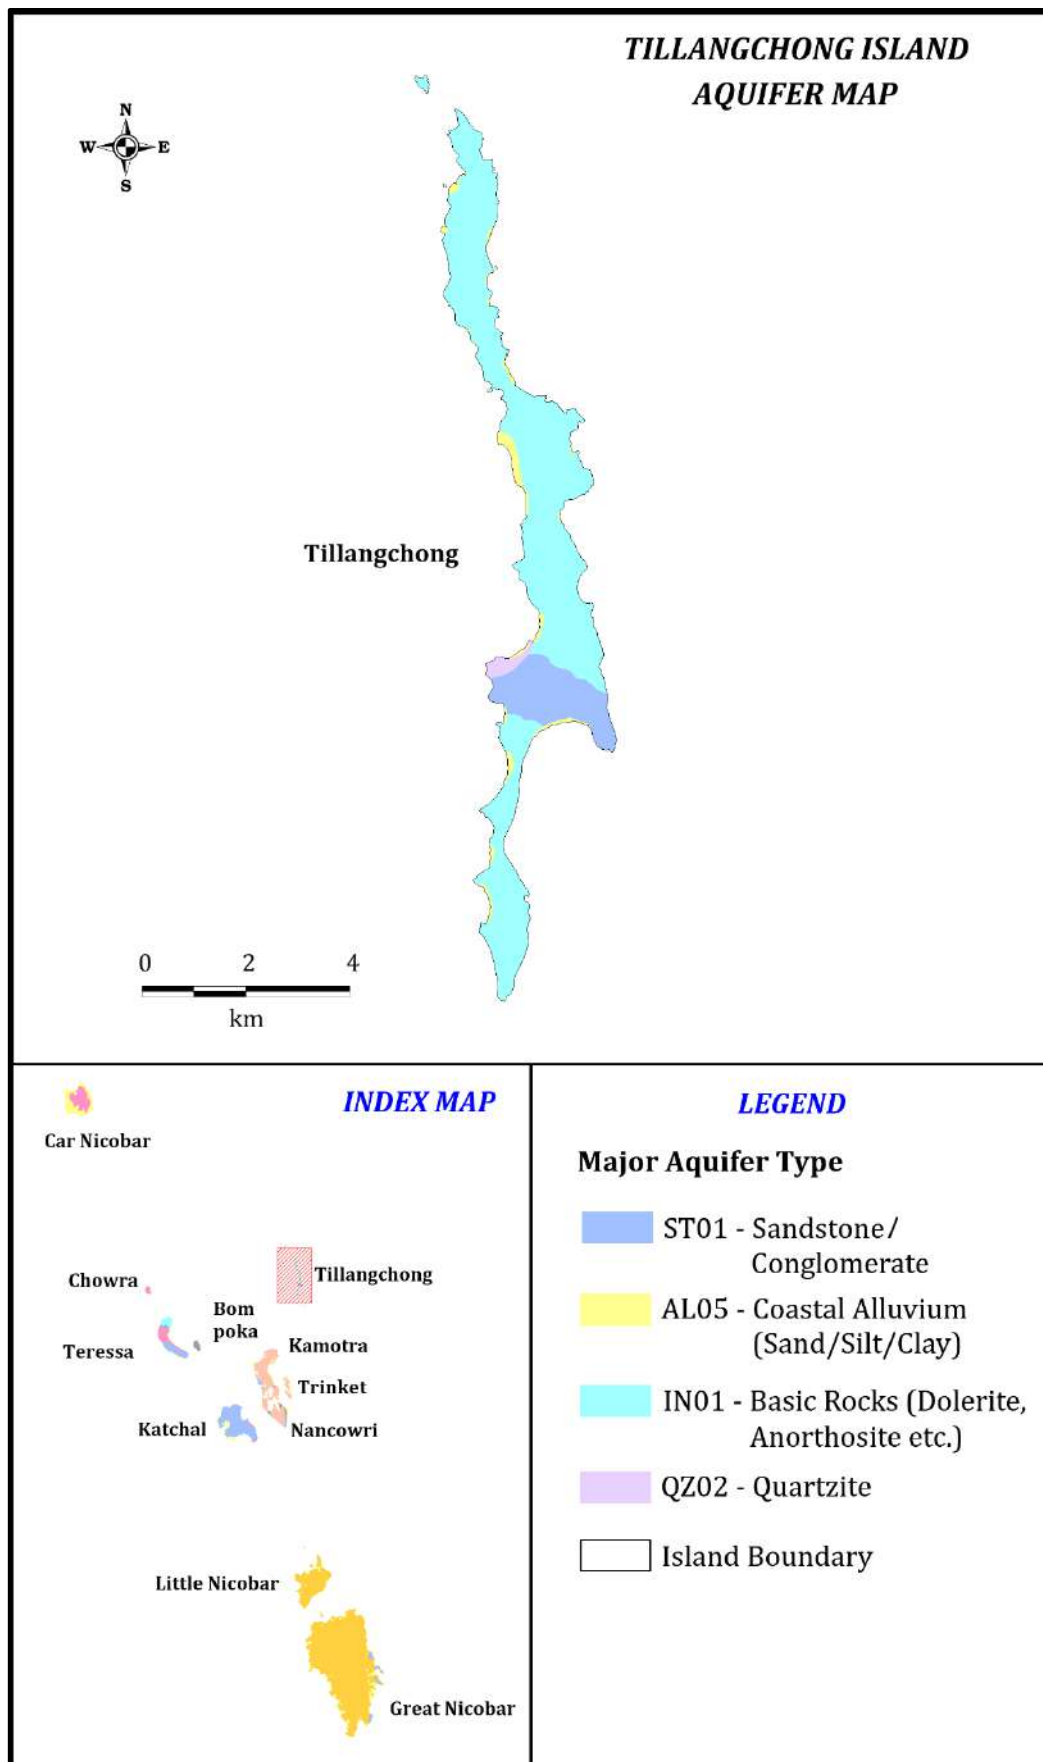 TILLANGCHONG ISLAND
AQUIFER MAP
N
W E
S
Tillangchong
0 2 4
km
INDEX MAP
Car Nicobar
Chowra
Tillangchong
Bom
poka
Teressa
Kamotra
Trinket
Katchal
Nancowri
Little Nicobar
Great Nicobar
LEGEND
Major Aquifer Type
ST01 - Sandstone/
Conglomerate
AL05 - Coastal Alluvium
(Sand/Silt/Clay)
IN01 - Basic Rocks (Dolerite,
Anorthosite etc.)
QZ02 - Quartzite
Island Boundary